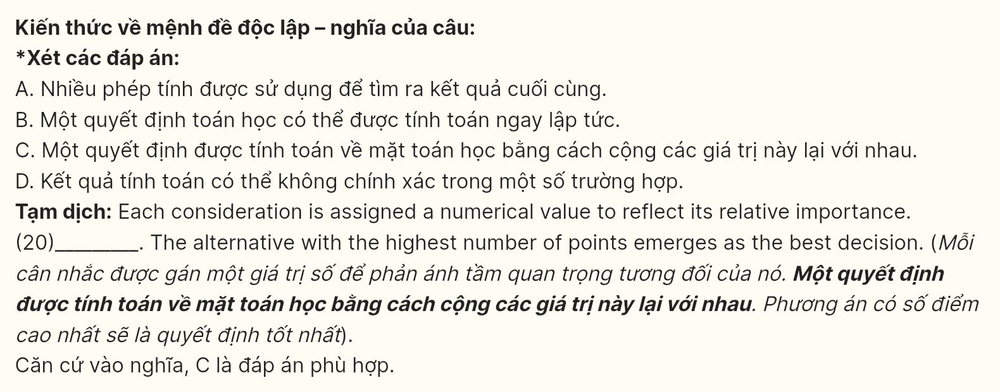 Kiến thức về mệnh đề độc lập – nghĩa của câu:
*Xét các đáp án:
A. Nhiều phép tính được sử dụng để tìm ra kết quả cuối cùng.
B. Một quyết định toán học có thể được tính toán ngay lập tức.
C. Một quyết định được tính toán về mặt toán học bằng cách cộng các giá trị này lại với nhau.
D. Kết quả tính toán có thể không chính xác trong một số trường hợp.
Tạm dịch: Each consideration is assigned a numerical value to reflect its relative importance.
(20)_________. The alternative with the highest number of points emerges as the best decision. (Mỗi
cân nhắc được gán một giá trị số để phản ánh tầm quan trọng tương đối của nó. Một quyết định
được tính toán về mặt toán học bằng cách cộng các giá trị này lại với nhau. Phương án có số điểm
cao nhất sẽ là quyết định tốt nhất).
Căn cứ vào nghĩa, C là đáp án phù hợp.